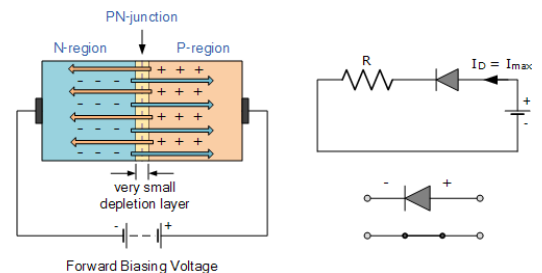 PN-junction
N-region
P-region
- - - + + +
- - - + + +
- - - + + +
- - - + + +
very small
depletion layer
- +
Forward Biasing Voltage
R
I_D = I_max
+
-
- +